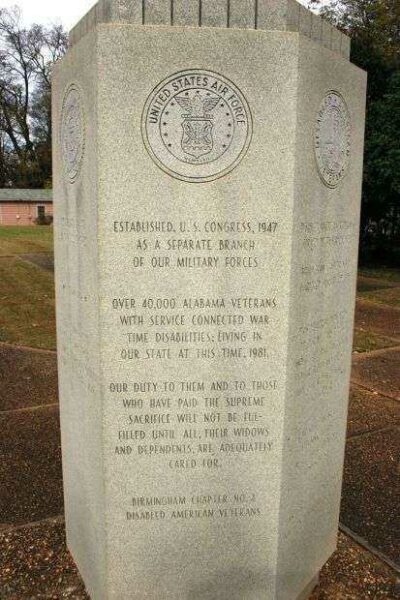 UNITED STATES AIR FORCE
ESTABLISHED, U. S. CONGRESS, 1947
AS A SEPARATE BRANCH
OF OUR MILITARY FORCES
OVER 40,000 ALABAMA VETERANS
WITH SERVICE CONNECTED WAR
TIME DISABILITIES; LIVING IN
OUR STATE AT THIS TIME, 1981.
OUR DUTY TO THEM AND TO THOSE
WHO HAVE PAID THE SUPREME
SACRIFICE WILL NOT BE FUL-
FILLED UNTIL ALL, THEIR WIDOWS
AND DEPENDENTS, ARE ADEQUATELY
CARED FOR.
BIRMINGHAM CHAPTER NO. 2
DISABLED AMERICAN VETERANS